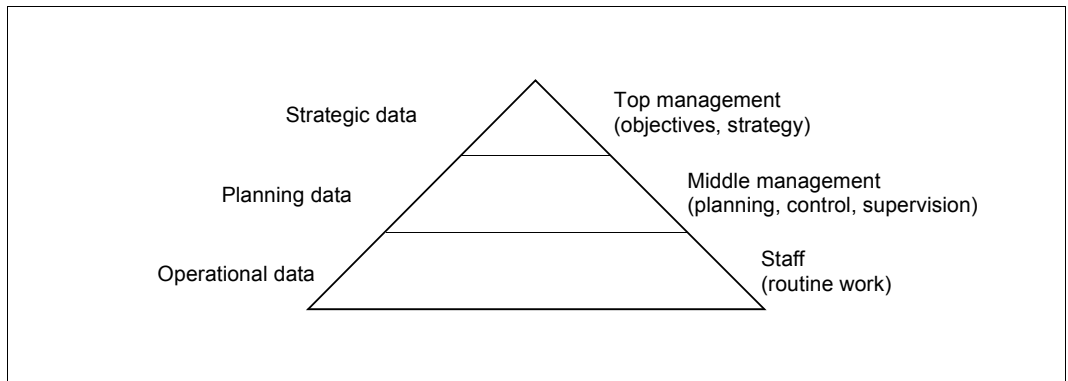 Strategic data
Top management
(objectives, strategy)
Planning data
Middle management
(planning, control, supervision)
Operational data
Staff
(routine work)